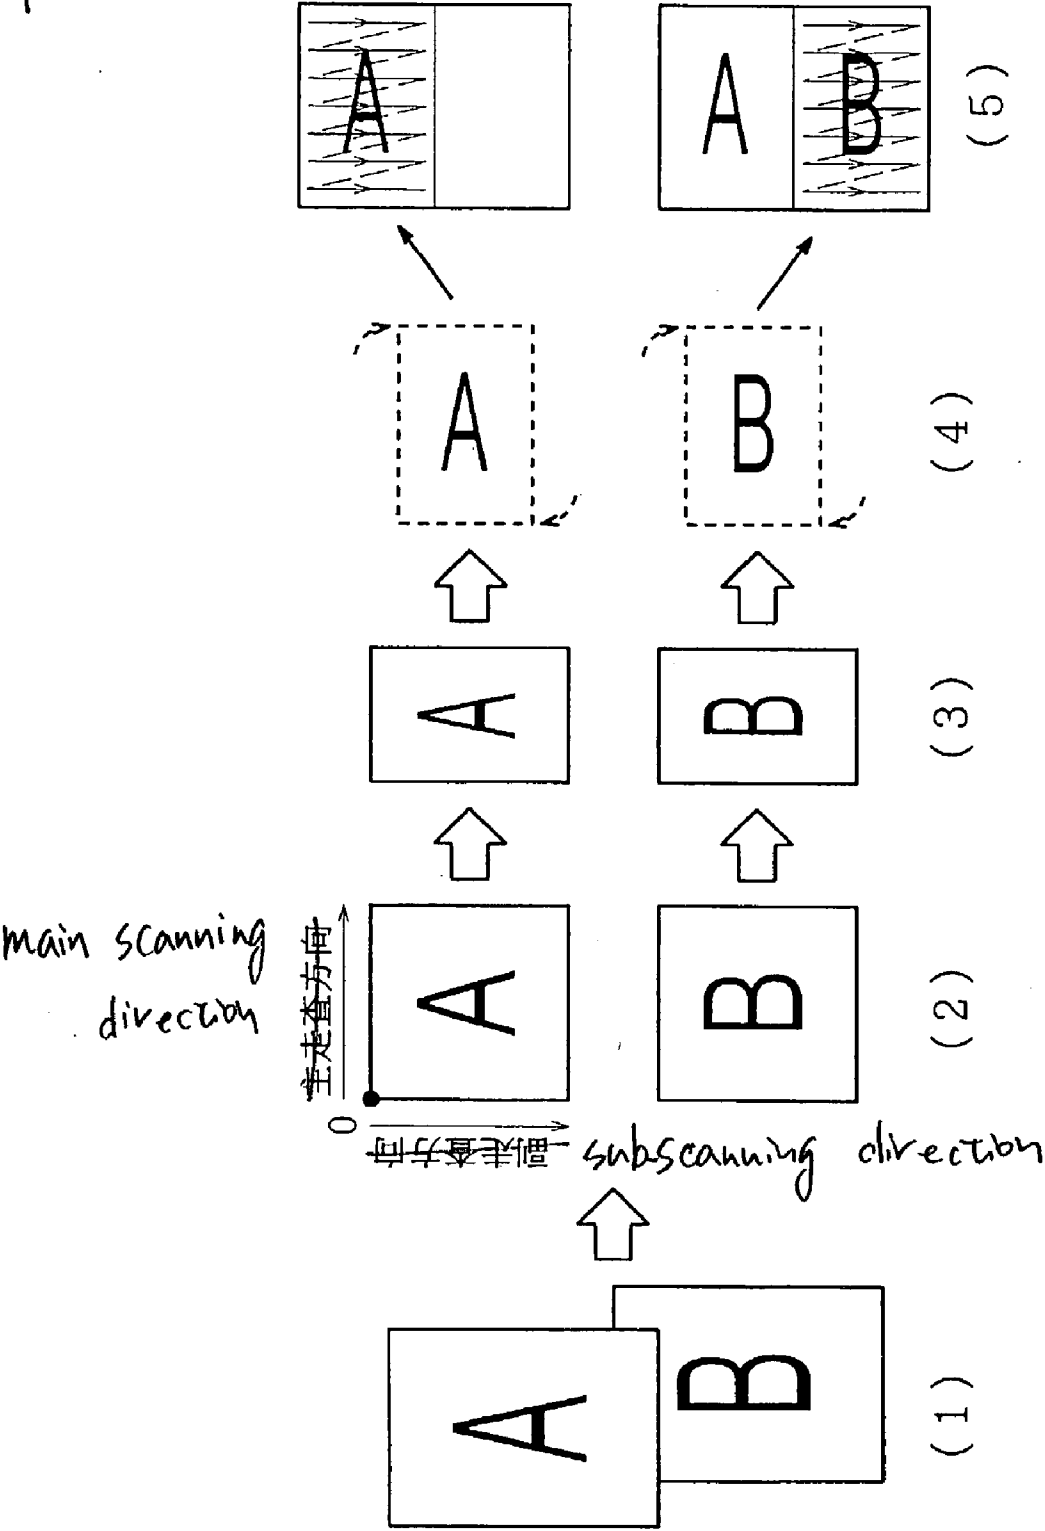 A
A B
(5)
A
B
(4)
A
B
(3)
main scanning
direction
主走査方向
A
B
(2)
0
副走査方向
subscanning direction
A
B
(1)